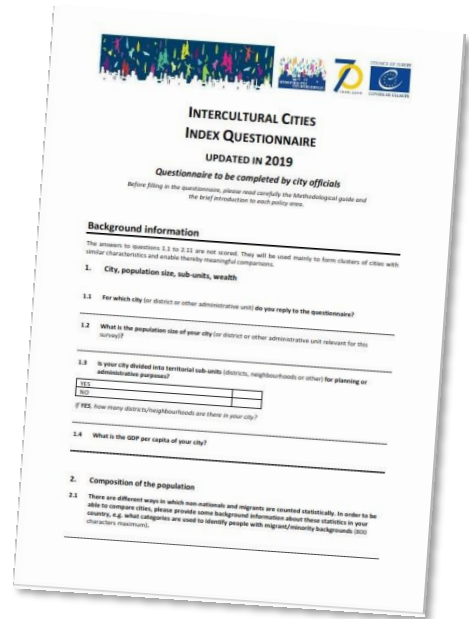 COUNCIL OF EUROPE
70
CONSEIL DE L'EUROPE
INTERCULTURAL CITIES
INDEX QUESTIONNAIRE
UPDATED IN 2019
Questionnaire to be completed by city officials
Before filling in the questionnaire, please read carefully the Methodological guide and
the brief introduction to each policy area.
Background information
The answers to questions 1.1 to 2.11 are not scored. They will be used mainly to form clusters of cities with
similar characteristics and enable thereby meaningful comparisons.
1. City, population size, sub-units, wealth
1.1 For which city (or district or other administrative unit) do you reply to the questionnaire?
1.2 What is the population size of your city (or district or other administrative unit relevant for this
survey)?
1.3 Is your city divided into territorial sub-units (districts, neighbourhoods or other) for planning or
administrative purposes?
YES
NO
If YES, how many districts/neighbourhoods are there in your city?
1.4 What is the GDP per capita of your city?
2. Composition of the population
2.1 There are different ways in which non-nationals and migrants are counted statistically. In order to be
able to compare cities, please provide some background information about these statistics in your
country, e.g. what categories are used to identify people with migrant/minority backgrounds (800
characters maximum).